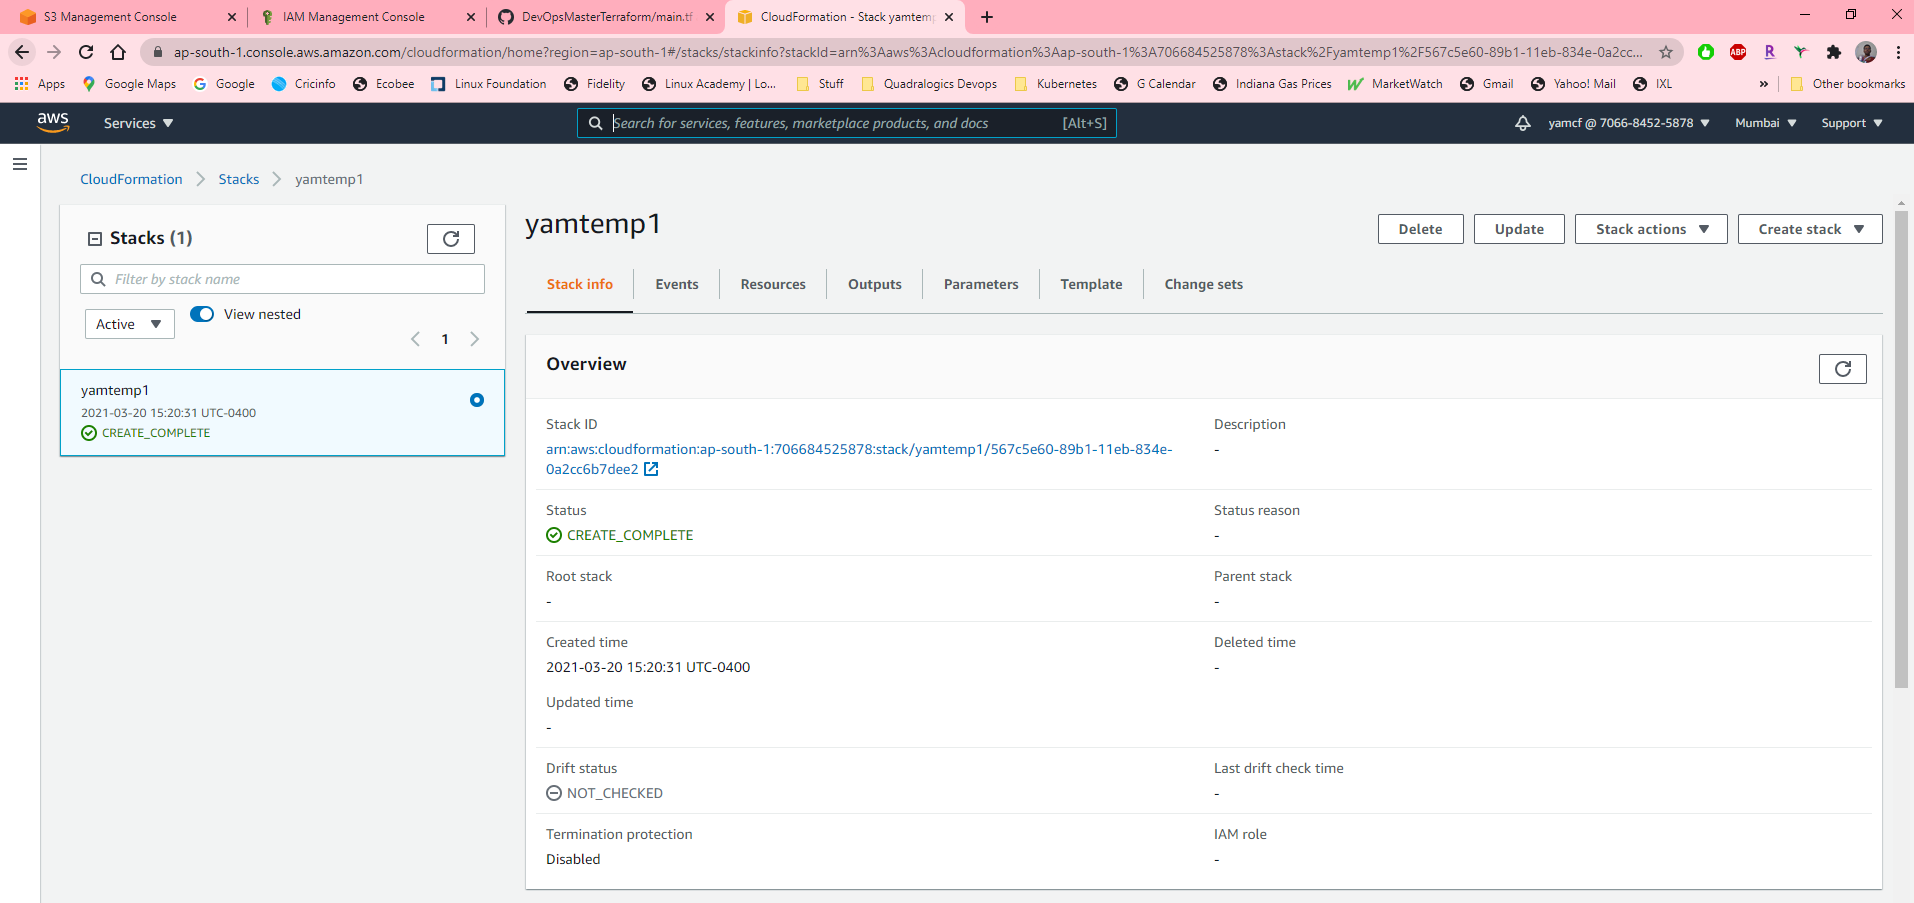 S3 Management Console
IAM Management Console
DevOpsMasterTerraform/main.tf
CloudFormation - Stack yamtemp
ap-south-1.console.aws.amazon.com/cloudformation/home?region=ap-south-1#/stacks/stackinfo?stackId=arn%3Aaws%3Acloudformation%3Aap-south-1%3A706684525878%3Astack%2Fyamtemp1%2F567c5e60-89b1-11eb-834e-0a2cc...
ABP
R
Apps
Google Maps
Google
Cricinfo
Ecobee
Linux Foundation
Fidelity
Linux Academy | Lo...
Stuff
Quadralogics Devops
Kubernetes
G Calendar
Indiana Gas Prices
MarketWatch
Gmail
Yahoo! Mail
IXL
»
Other bookmarks
aws
Services
Search for services, features, marketplace products, and docs
[Alt+S]
yamcf @ 7066-8452-5878
Mumbai
Support
CloudFormation
Stacks
yamtemp1
Stacks (1)
Filter by stack name
Active
View nested
1
yamtemp1
2021-03-20 15:20:31 UTC-0400
CREATE_COMPLETE
yamtemp1
Delete
Update
Stack actions
Create stack
Stack info
Events
Resources
Outputs
Parameters
Template
Change sets
Overview
Stack ID
arn:aws:cloudformation:ap-south-1:706684525878:stack/yamtemp1/567c5e60-89b1-11eb-834e-
0a2cc6b7dee2
Description
-
Status
CREATE_COMPLETE
Status reason
-
Root stack
-
Parent stack
-
Created time
2021-03-20 15:20:31 UTC-0400
Deleted time
-
Updated time
-
Drift status
NOT_CHECKED
Last drift check time
-
Termination protection
Disabled
IAM role
-